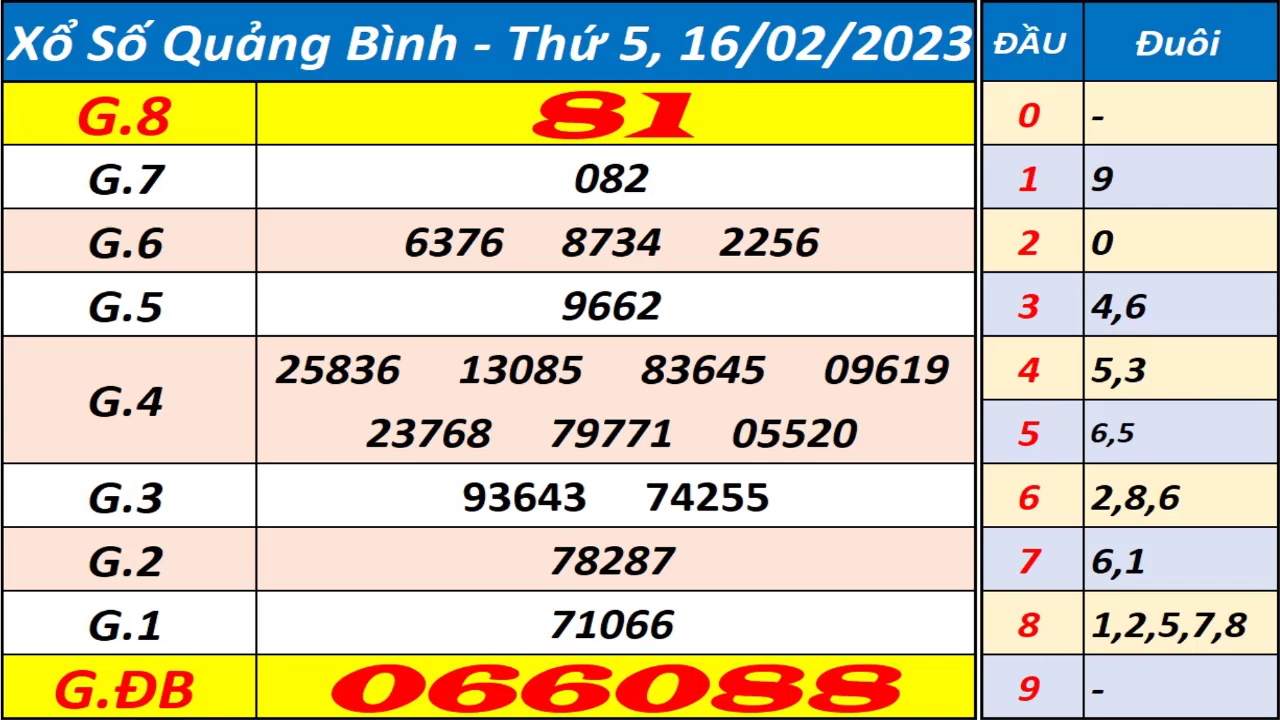 Xổ Số Quảng Bình - Thứ 5, 16/02/2023 ĐẦU Đuôi
G.8 81 0 -
G.7 082 1 9
G.6 6376 8734 2256 2 0
G.5 9662 3 4,6
G.4 25836 13085 83645 09619 4 5,3
23768 79771 05520 5 6,5
G.3 93643 74255 6 2,8,6
G.2 78287 7 6,1
G.1 71066 8 1,2,5,7,8
G.ĐB 066088 9 -